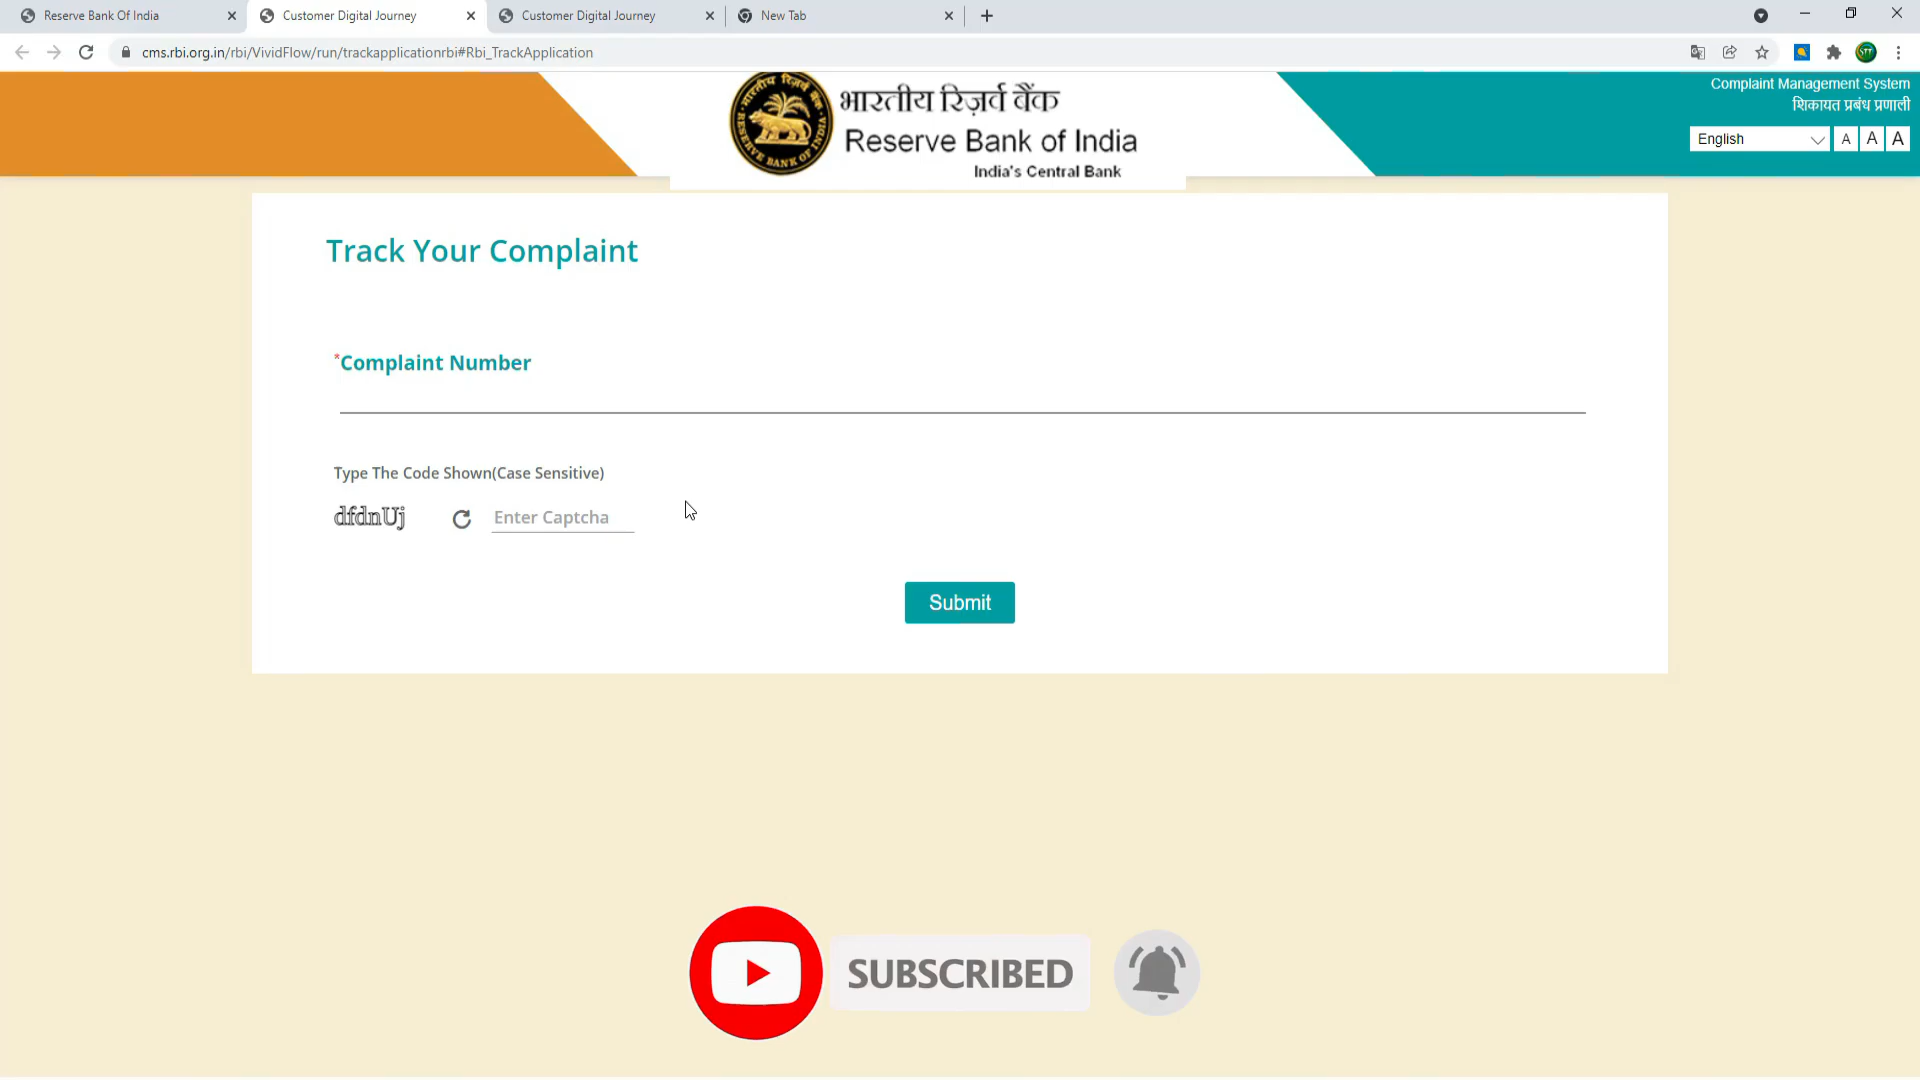 Reserve Bank Of India
Customer Digital Journey
Customer Digital Journey
New Tab
cms.rbi.org.in/rbi/VividFlow/run/trackapplicationrbi#Rbi_TrackApplication
भारतीय रिज़र्व बैंक
Reserve Bank of India
India's Central Bank
Complaint Management System
शिकायत प्रबंध प्रणाली
English
A A A
Track Your Complaint
*Complaint Number
Type The Code Shown(Case Sensitive)
dfdnUj
Enter Captcha
Submit
SUBSCRIBED